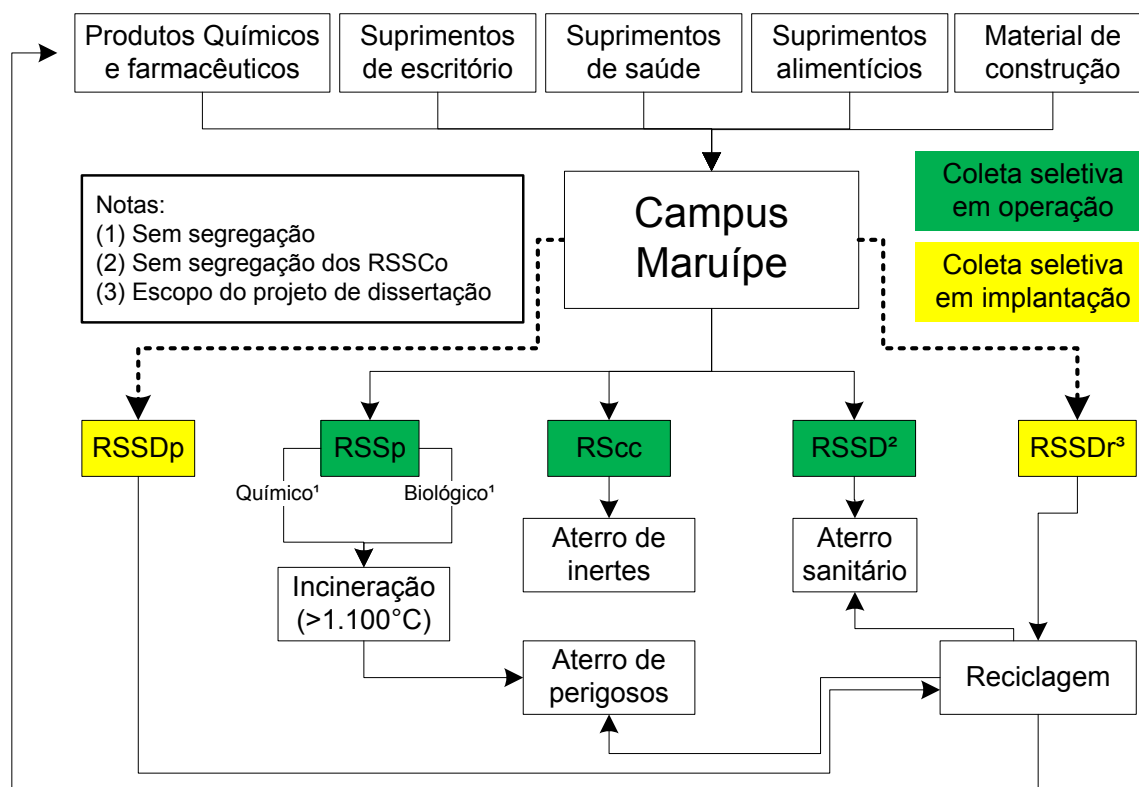 Produtos Químicos
e farmacêuticos
Suprimentos
de escritório
Suprimentos
de saúde
Suprimentos
alimentícios
Material de
construção
Notas:
(1) Sem segregação
(2) Sem segregação dos RSSCo
(3) Escopo do projeto de dissertação
Campus
Maruípe
Coleta seletiva
em operação
Coleta seletiva
em implantação
RSSDp
RSSp
RScc
RSSD²
RSSDr³
Químico¹
Biológico¹
Aterro de
inertes
Aterro
sanitário
Incineração
(>1.100°C)
Aterro de
perigosos
Reciclagem